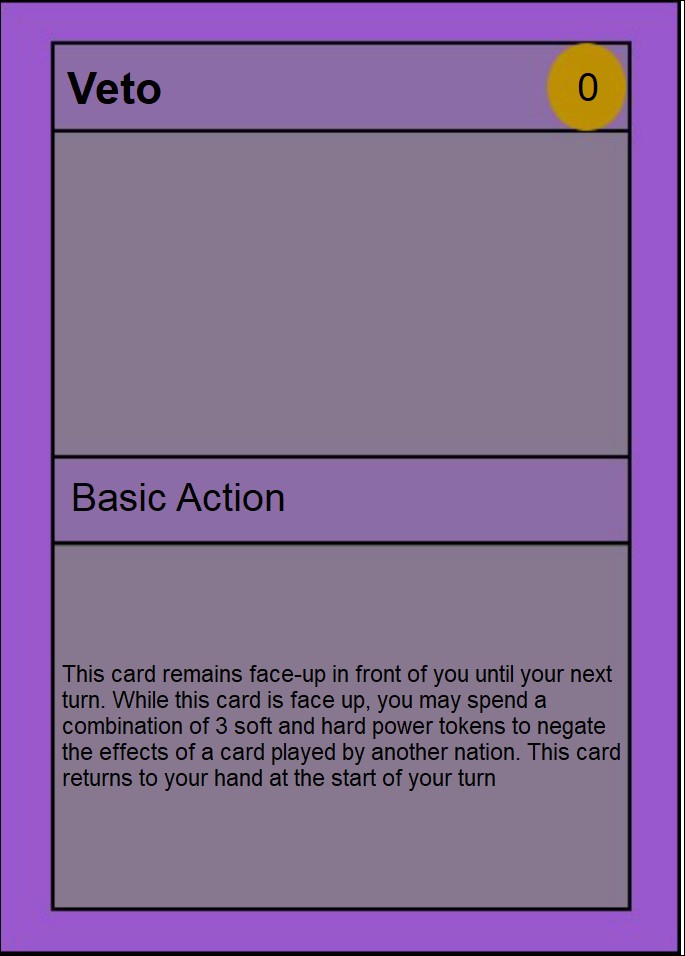 Veto
0
Basic Action
This card remains face-up in front of you until your next
turn. While this card is face up, you may spend a
combination of 3 soft and hard power tokens to negate
the effects of a card played by another nation. This card
returns to your hand at the start of your turn